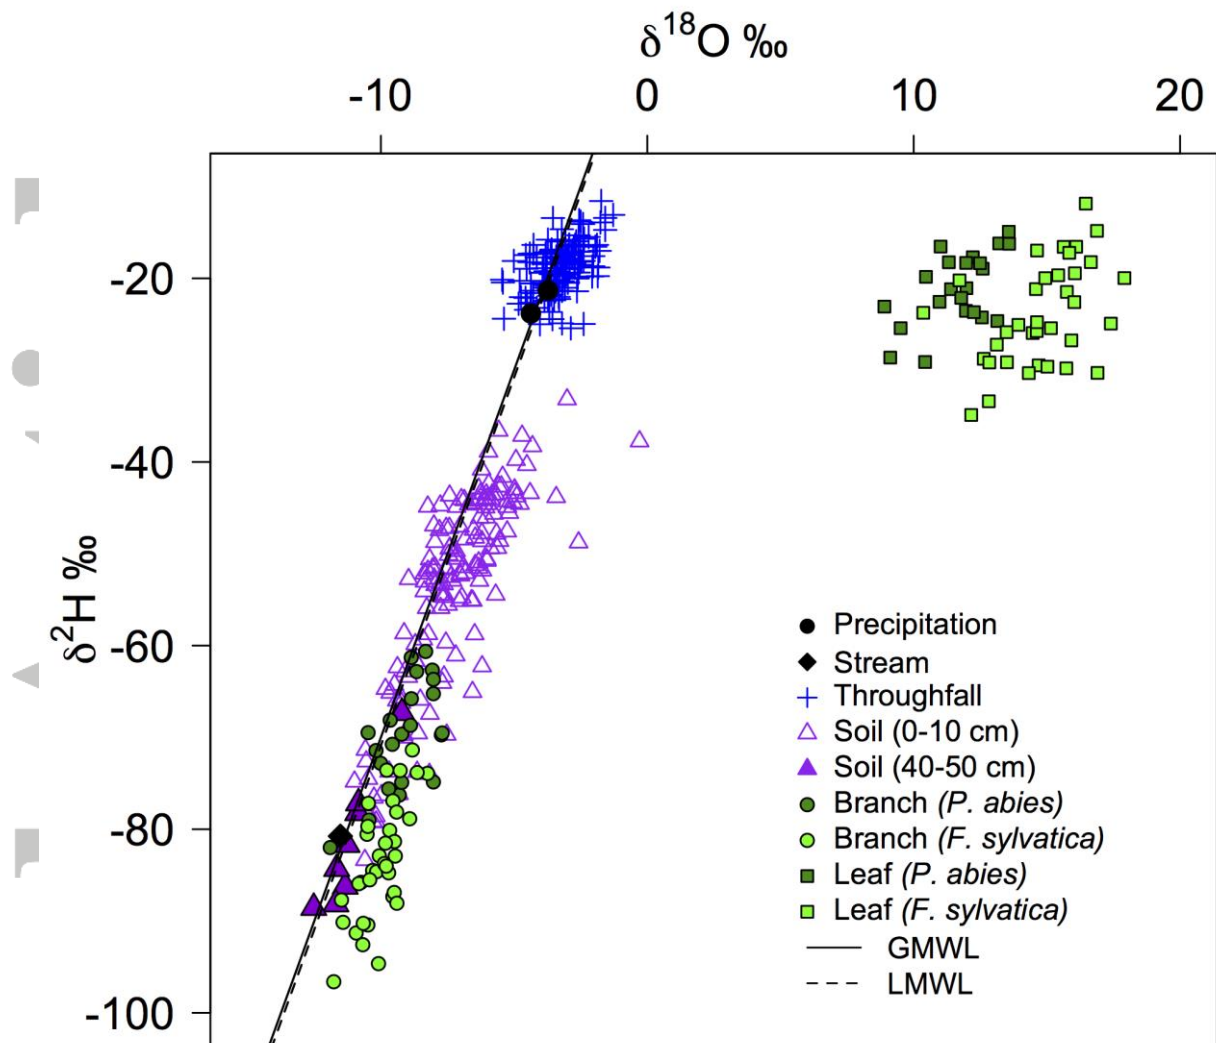 δ¹⁸O ‰
-10 0 10 20
-20
-40
-60
-80
-100
δ²H ‰
Precipitation
Stream
Throughfall
Soil (0-10 cm)
Soil (40-50 cm)
Branch (P. abies)
Branch (F. sylvatica)
Leaf (P. abies)
Leaf (F. sylvatica)
GMWL
LMWL